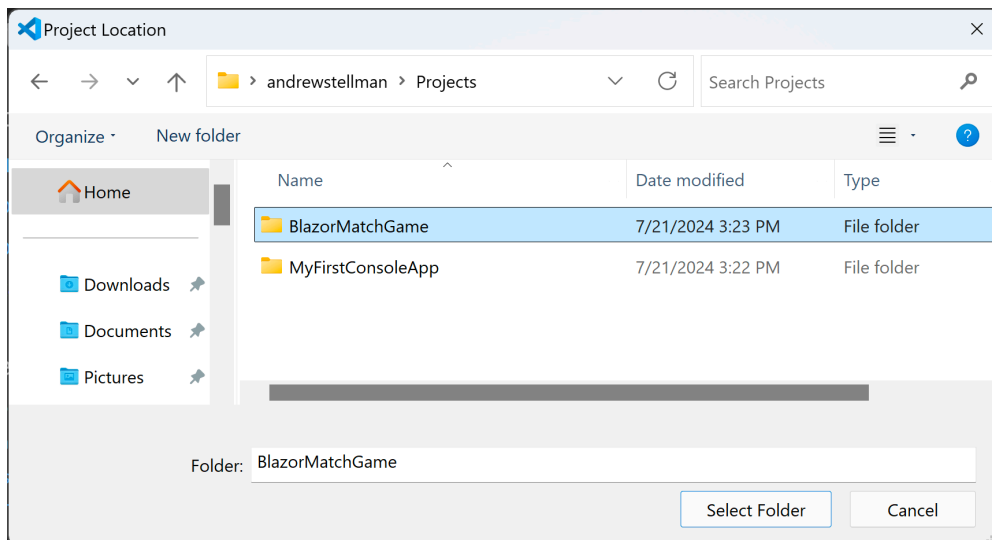 Project Location
andrewstellman > Projects
Search Projects
Organize
New folder
Home
Downloads
Documents
Pictures
Name Date modified Type
BlazorMatchGame 7/21/2024 3:23 PM File folder
MyFirstConsoleApp 7/21/2024 3:22 PM File folder
Folder: BlazorMatchGame
Select Folder Cancel